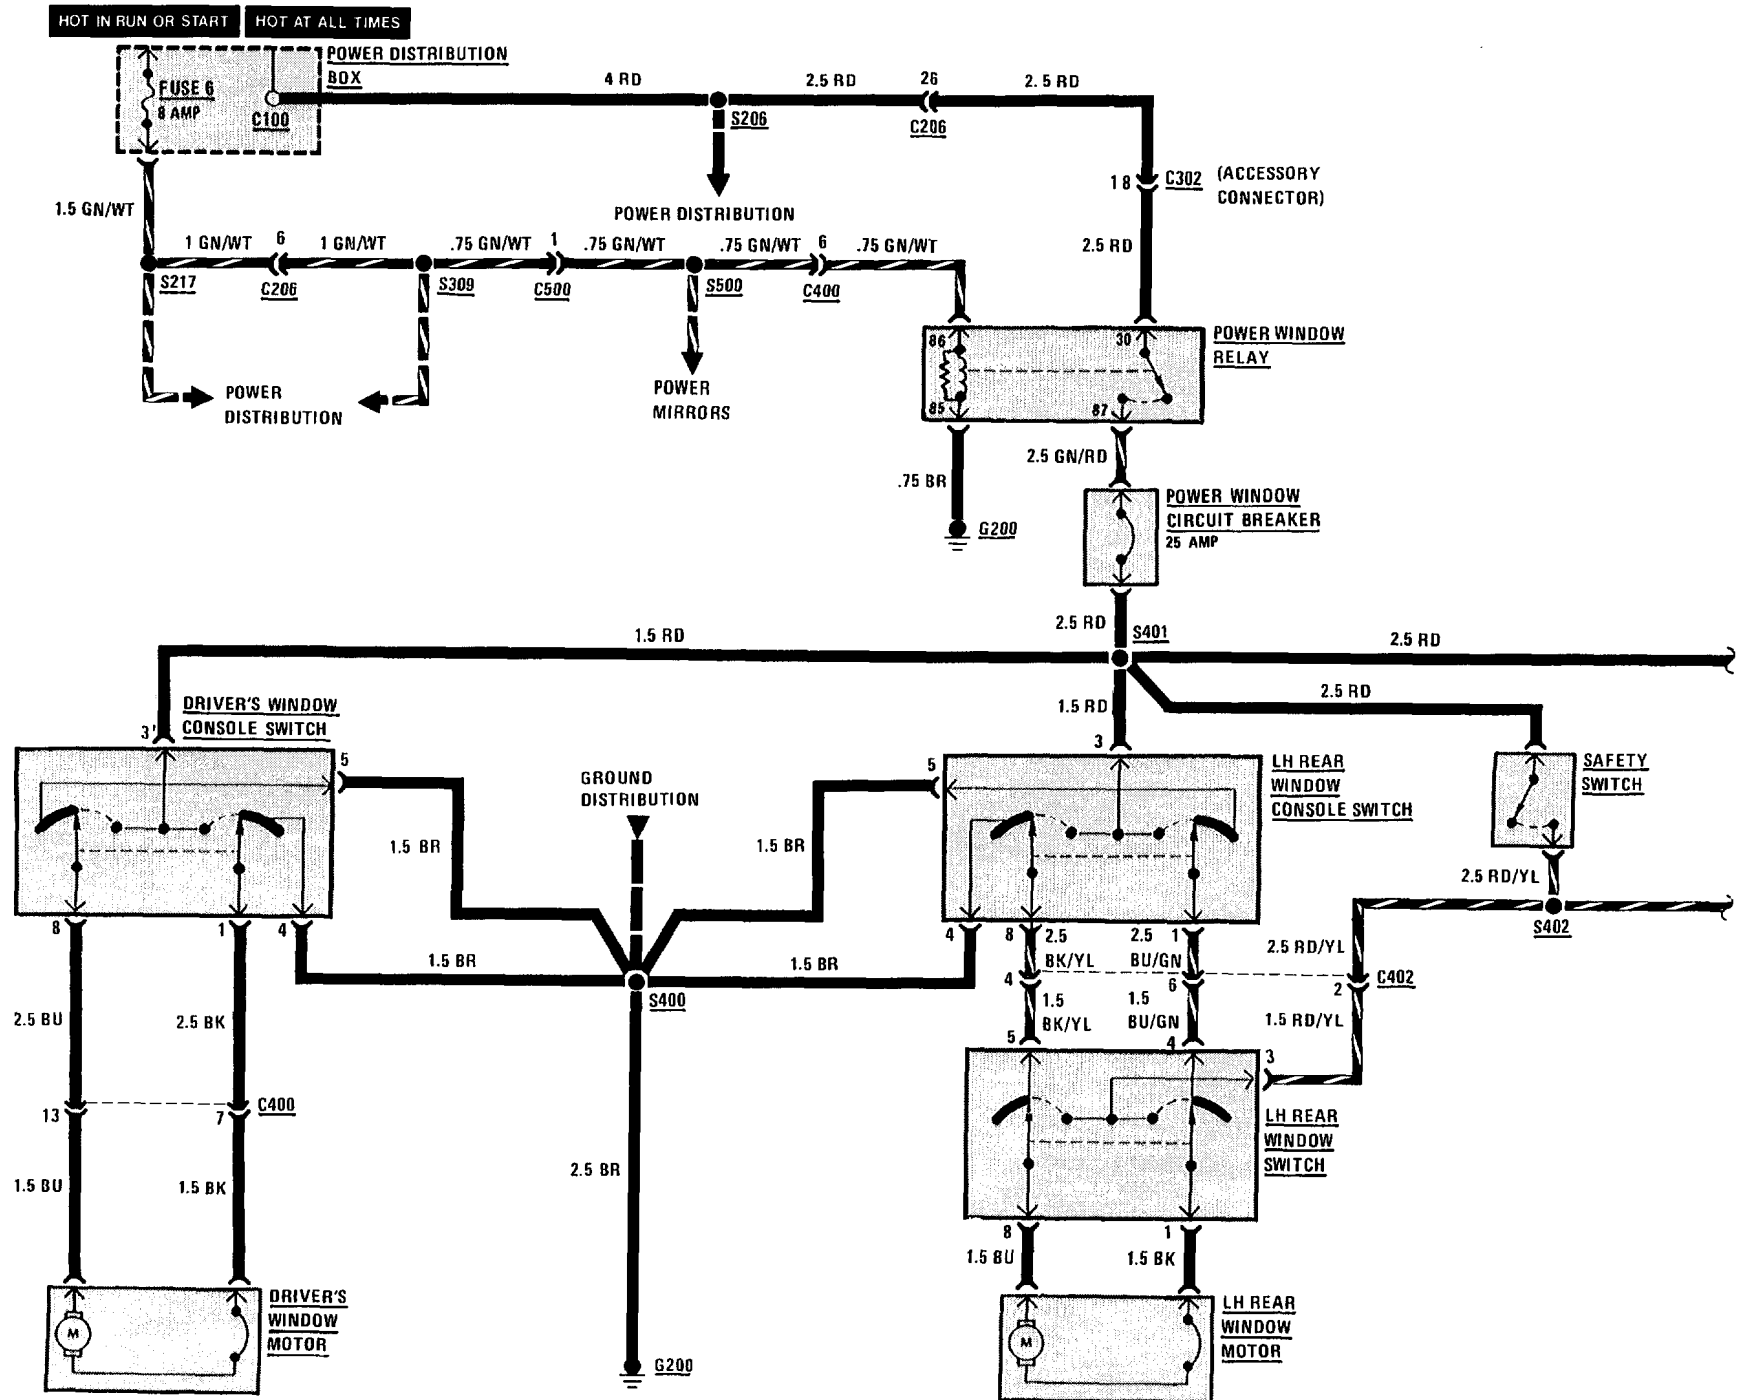 HOT IN RUN OR START
HOT AT ALL TIMES
POWER DISTRIBUTION
BOX
FUSE 6
8 AMP
C100
4 RD
S206
2.5 RD
26
C206
2.5 RD
18
C302
(ACCESSORY
CONNECTOR)
POWER DISTRIBUTION
2.5 RD
1.5 GN/WT
S217
1 GN/WT
6
C206
1 GN/WT
S309
.75 GN/WT
1
C500
.75 GN/WT
S500
.75 GN/WT
6
C400
.75 GN/WT
POWER
DISTRIBUTION
POWER
MIRRORS
86
30
85
87
POWER WINDOW
RELAY
.75 BR
G200
2.5 GN/RD
POWER WINDOW
CIRCUIT BREAKER
25 AMP
2.5 RD
S401
1.5 RD
2.5 RD
2.5 RD
1.5 RD
DRIVER'S WINDOW
CONSOLE SWITCH
3
5
8
1
4
GROUND
DISTRIBUTION
1.5 BR
1.5 BR
1.5 BR
1.5 BR
S400
3
5
LH REAR
WINDOW
CONSOLE SWITCH
SAFETY
SWITCH
2.5 RD/YL
S402
4
8
2.5
BK/YL
2.5
BU/GN
1
2.5 RD/YL
4
6
2
C402
1.5
BK/YL
1.5
BU/GN
1.5 RD/YL
5
4
3
LH REAR
WINDOW
SWITCH
2.5 BU
2.5 BK
13
7
C400
1.5 BU
1.5 BK
2.5 BR
8
1
1.5 BU
1.5 BK
DRIVER'S
WINDOW
MOTOR
M
G200
LH REAR
WINDOW
MOTOR
M